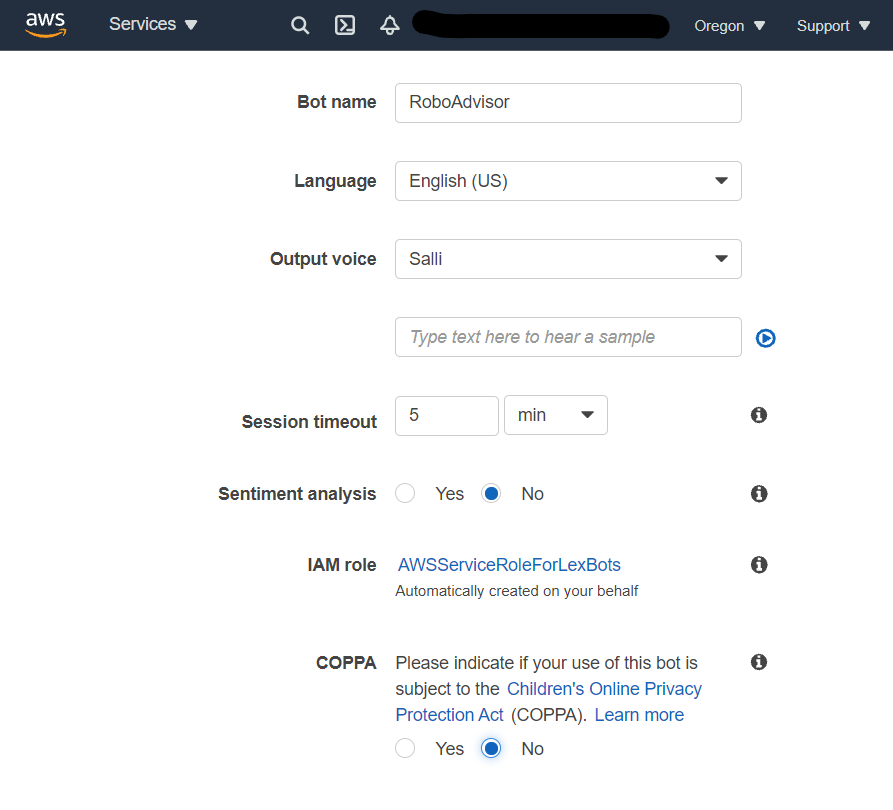 aws Services Oregon Support
Bot name RoboAdvisor
Language English (US)
Output voice Salli
Type text here to hear a sample
Session timeout 5 min
Sentiment analysis Yes No
IAM role AWSServiceRoleForLexBots
Automatically created on your behalf
COPPA Please indicate if your use of this bot is
subject to the Children's Online Privacy
Protection Act (COPPA). Learn more
Yes No